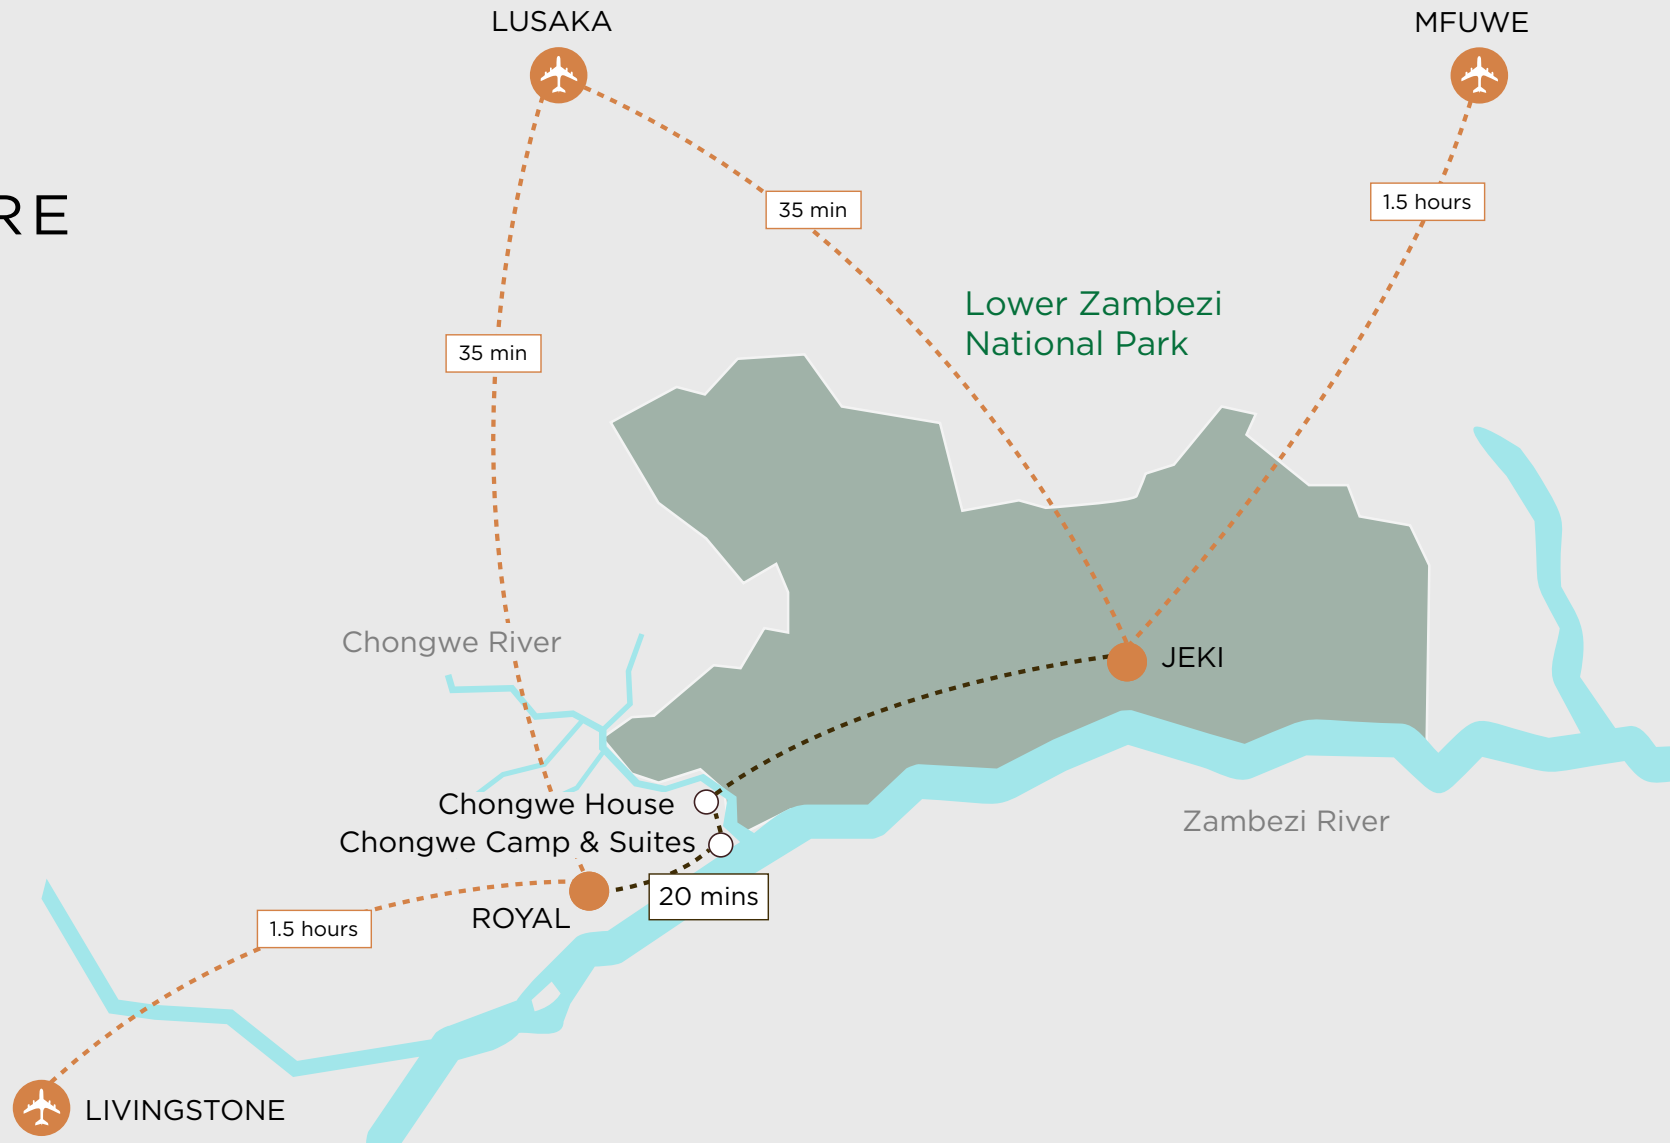 LUSAKA
MFUWE
RE
35 min
1.5 hours
Lower Zambezi
National Park
35 min
Chongwe River
JEKI
Chongwe House
Zambezi River
Chongwe Camp & Suites
20 mins
ROYAL
1.5 hours
LIVINGSTONE